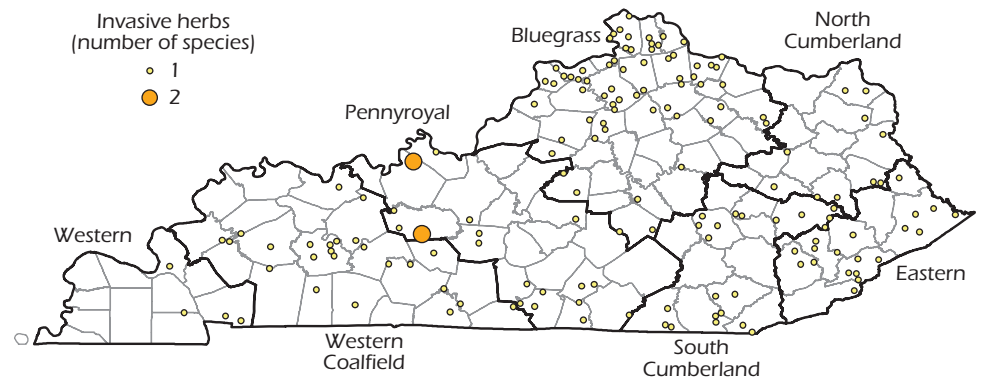 Invasive herbs
(number of species)
1
2
Bluegrass
North
Cumberland
Pennyroyal
Western
Eastern
Western
Coalfield
South
Cumberland